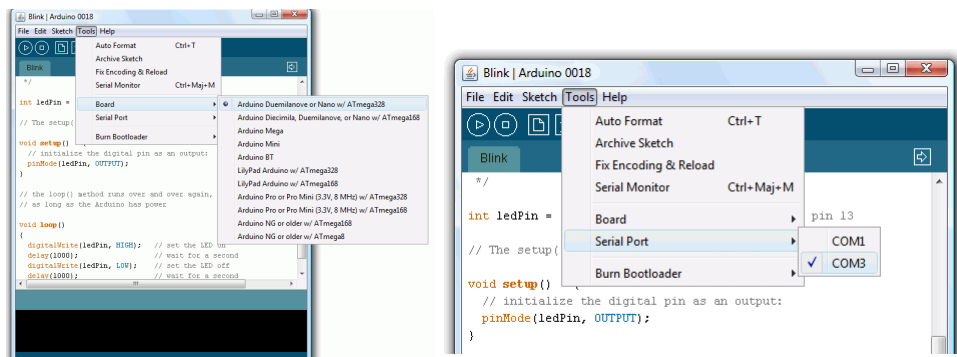 Blink | Arduino 0018
File Edit Sketch Tools Help
Auto Format Ctrl+T
Archive Sketch
Fix Encoding & Reload
Serial Monitor Ctrl+Maj+M
Board
Serial Port
Burn Bootloader
Arduino Duemilanove or Nano w/ ATmega328
Arduino Diecimila, Duemilanove, or Nano w/ ATmega168
Arduino Mega
Arduino Mini
Arduino BT
LilyPad Arduino w/ ATmega328
LilyPad Arduino w/ ATmega168
Arduino Pro or Pro Mini (3.3V, 8 MHz) w/ ATmega328
Arduino Pro or Pro Mini (3.3V, 8 MHz) w/ ATmega168
Arduino NG or older w/ ATmega168
Arduino NG or older w/ ATmega8
Blink
*/
int ledPin =
// The setup(
void setup()
// initialize the digital pin as an output:
pinMode(ledPin, OUTPUT);
}
// the loop() method runs over and over again,
// as long as the Arduino has power
void loop()
{
digitalWrite(ledPin, HIGH); // set the LED on
delay(1000); // wait for a second
digitalWrite(ledPin, LOW); // set the LED off
delay(1000); // wait for a second
Blink | Arduino 0018
File Edit Sketch Tools Help
Auto Format Ctrl+T
Archive Sketch
Fix Encoding & Reload
Serial Monitor Ctrl+Maj+M
Board
Serial Port
Burn Bootloader
COM1
COM3
Blink
*/
int ledPin = pin 13
// The setup(
void setup()
// initialize the digital pin as an output:
pinMode(ledPin, OUTPUT);
}